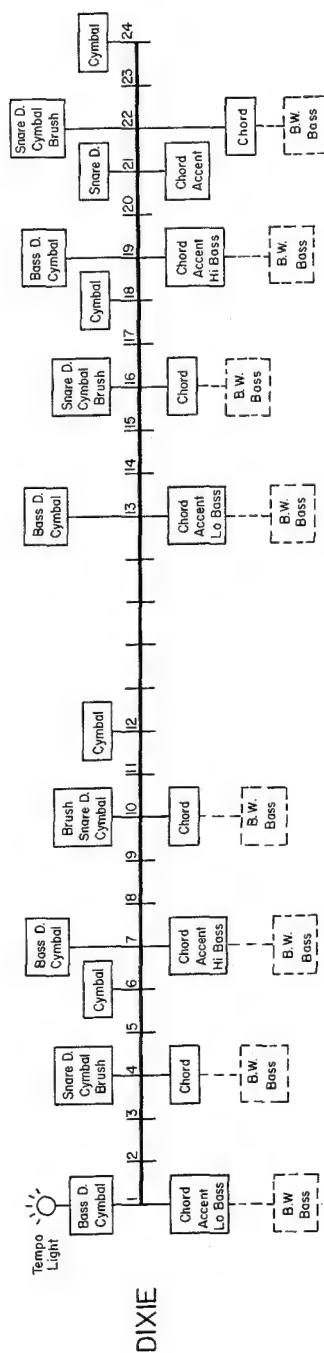 DIXIE
Tempo
Light
Bass D.
Cymbal
Snare D.
Cymbal
Brush
Cymbal
Bass D.
Cymbal
Brush
Snare D.
Cymbal
Cymbal
Bass D.
Cymbal
Snare D.
Cymbal
Brush
Cymbal
Bass D.
Cymbal
Snare D.
Snare D.
Cymbal
Brush
Cymbal
1 2 3 4 5 6 7 8 9 10 11 12 13 14 15 16 17 18 19 20 21 22 23 24
Chord
Accent
Lo Bass
Chord
Chord
Accent
Hi Bass
Chord
Chord
Accent
Lo Bass
Chord
Chord
Accent
Hi Bass
Chord
Accent
Chord
B.W
Bass
B.W.
Bass
B.W.
Bass
B.W.
Bass
B.W.
Bass
B.W.
Bass
B.W.
Bass
B.W.
Bass